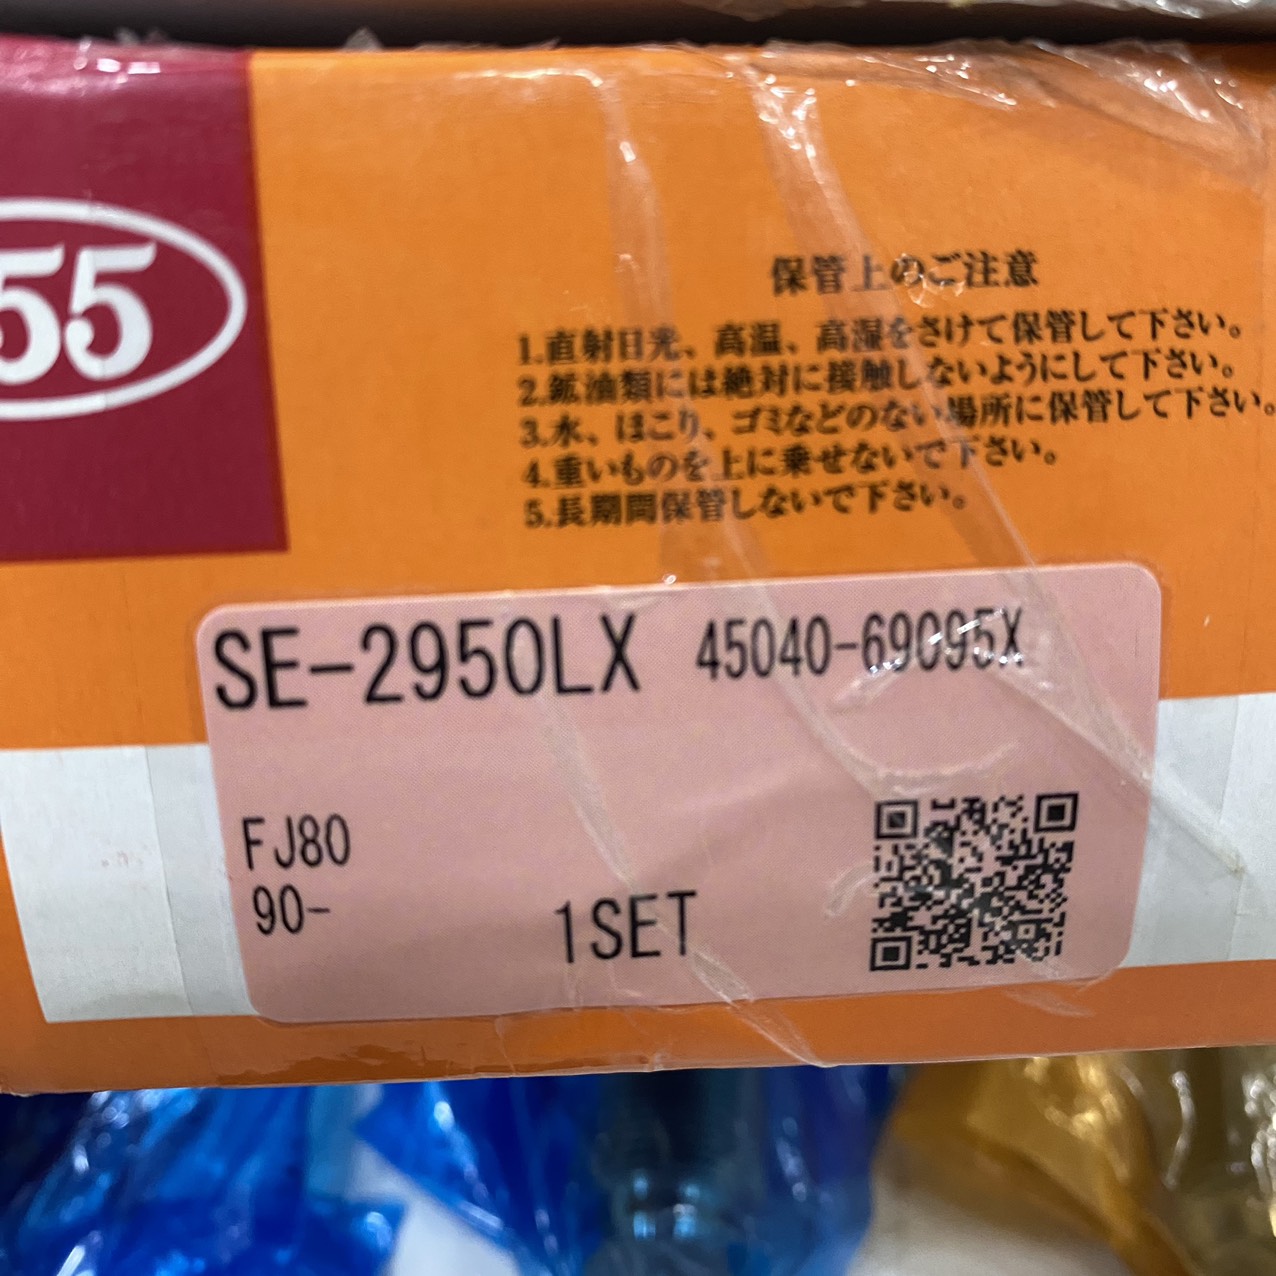 55
保管上のご注意
1.直射日光、高温、高湿をさけて保管して下さい。
2.鉱油類には絶対に接触しないようにして下さい。
3.水、ほこり、ゴミなどのない場所に保管して下さい。
4.重いものを上に乗せないで下さい。
5.長期間保管しないで下さい。
SE-2950LX 45040-69095X
FJ80
90-
1SET